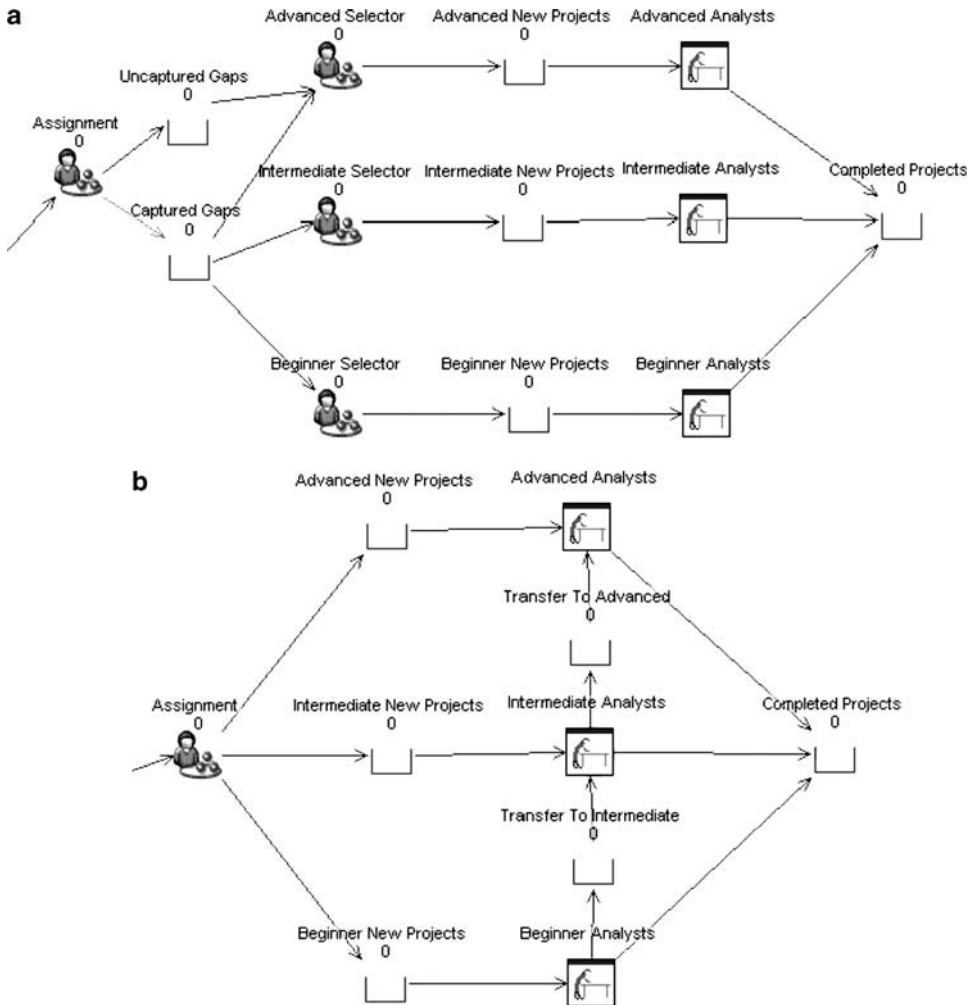 a
Advanced Selector
0
Advanced New Projects
0
Advanced Analysts
Uncaptured Gaps
0
Assignment
0
Intermediate Selector
0
Intermediate New Projects
0
Intermediate Analysts
Completed Projects
0
Captured Gaps
0
Beginner Selector
0
Beginner New Projects
0
Beginner Analysts
b
Advanced New Projects
0
Advanced Analysts
Transfer To Advanced
0
Assignment
0
Intermediate New Projects
0
Intermediate Analysts
Completed Projects
0
Transfer To Intermediate
0
Beginner New Projects
0
Beginner Analysts